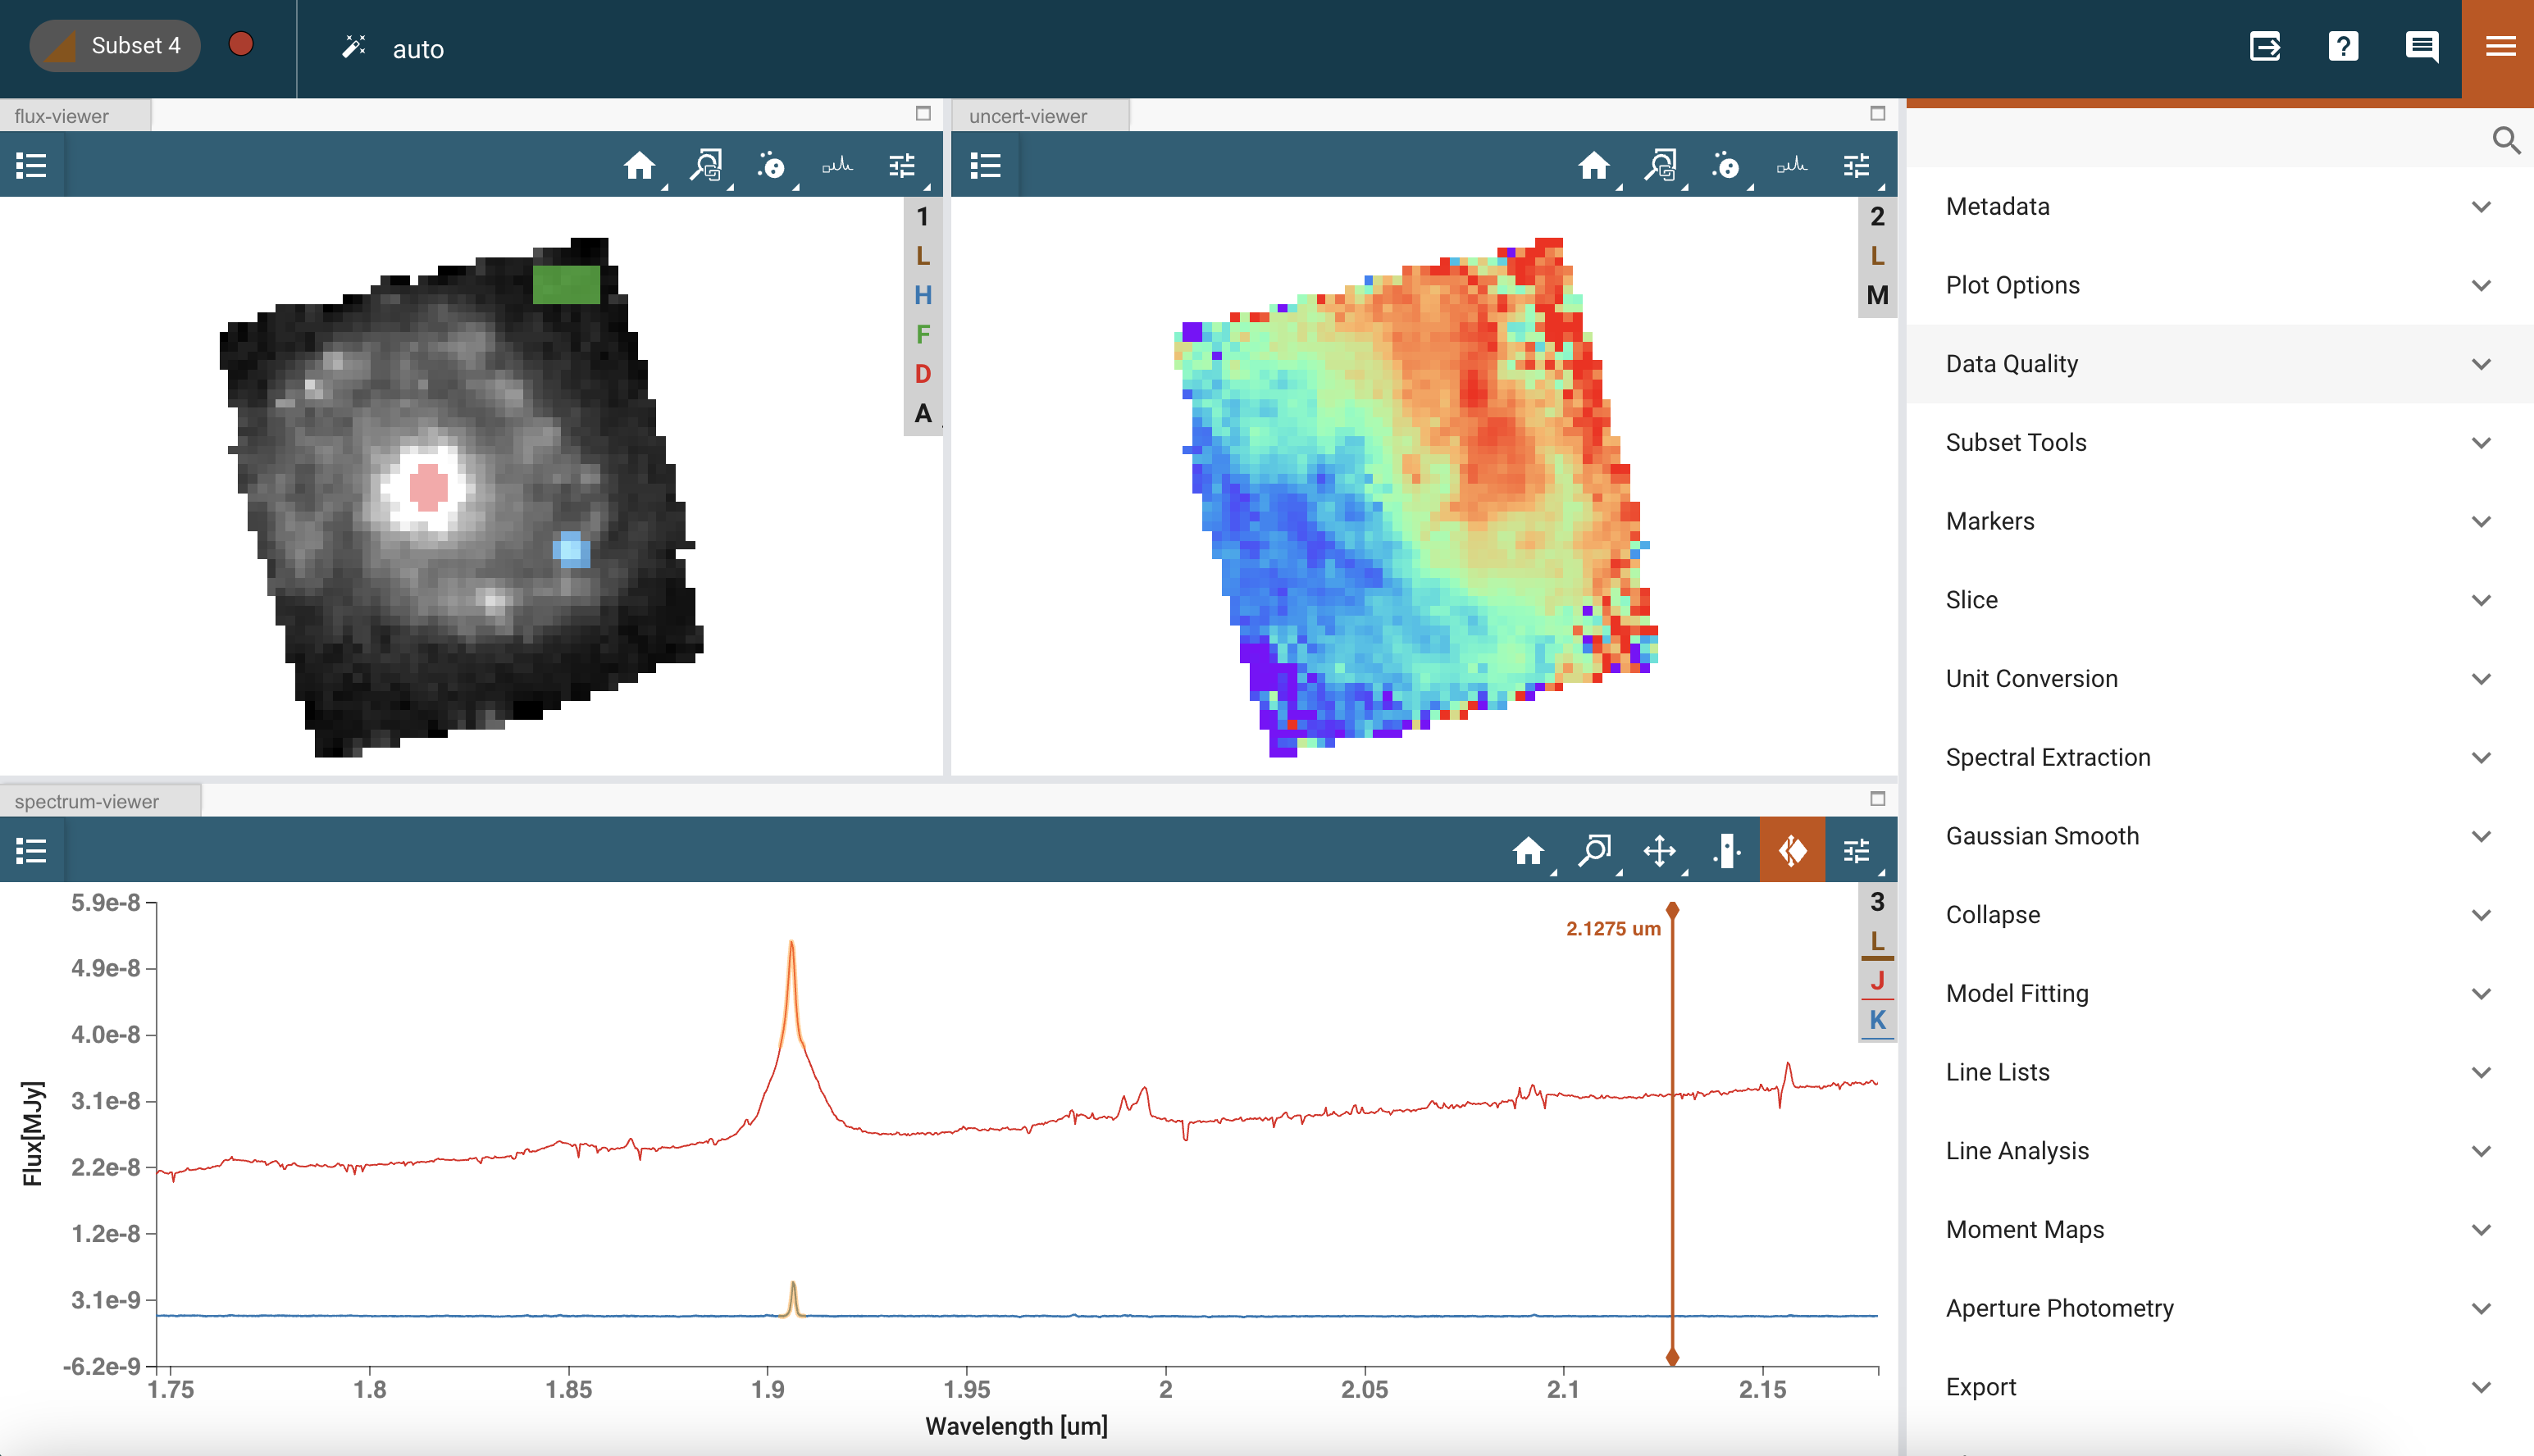 Subset 4
auto
flux-viewer
1
L
H
F
D
A
uncert-viewer
2
L
M
spectrum-viewer
3
L
J
K
2.1275 um
5.9e-8
4.9e-8
4.0e-8
3.1e-8
2.2e-8
1.2e-8
3.1e-9
-6.2e-9
Flux[MJy]
1.75 1.8 1.85 1.9 1.95 2 2.05 2.1 2.15
Wavelength [um]
Metadata
Plot Options
Data Quality
Subset Tools
Markers
Slice
Unit Conversion
Spectral Extraction
Gaussian Smooth
Collapse
Model Fitting
Line Lists
Line Analysis
Moment Maps
Aperture Photometry
Export